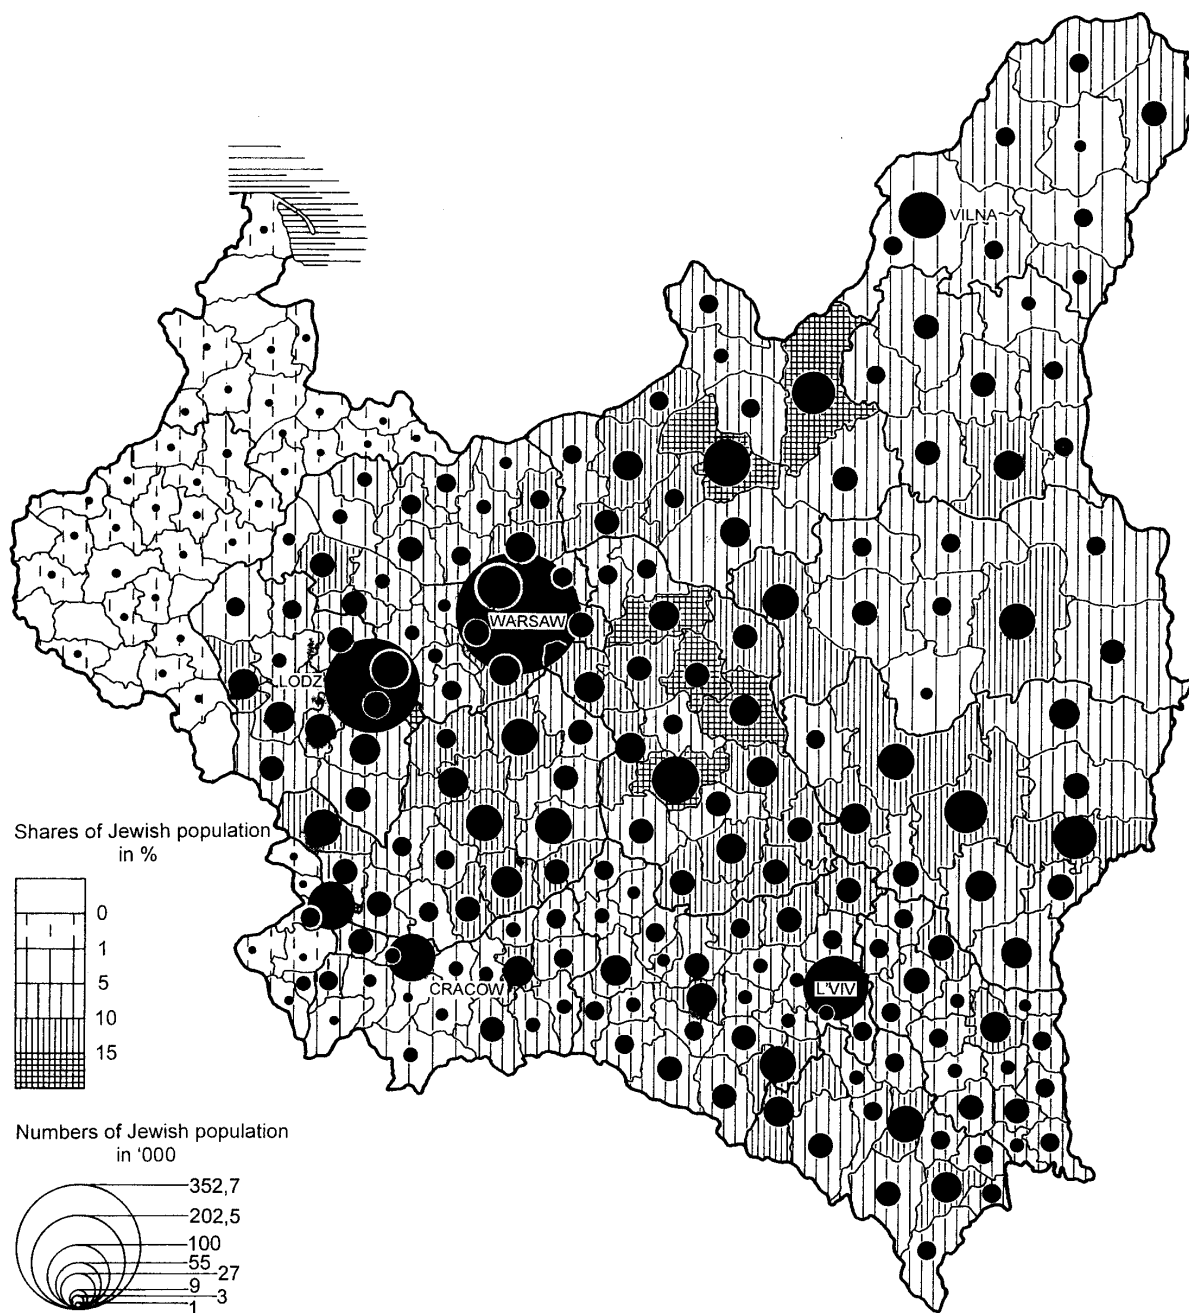 VILNA
WARSAW
LODZ
CRACOW
L'VIV
Shares of Jewish population
in %
0
1
5
10
15
Numbers of Jewish population
in '000
352,7
202,5
100
55
27
9
3
1